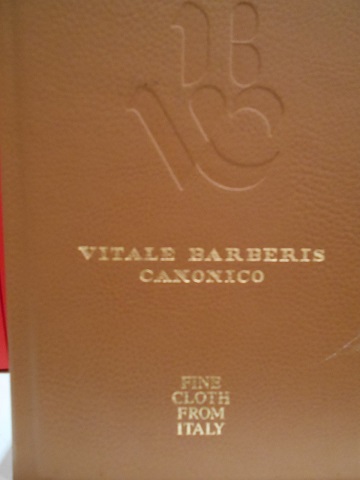 VITALE BARBERIS
CANONICO
FINE
CLOTH
FROM
ITALY